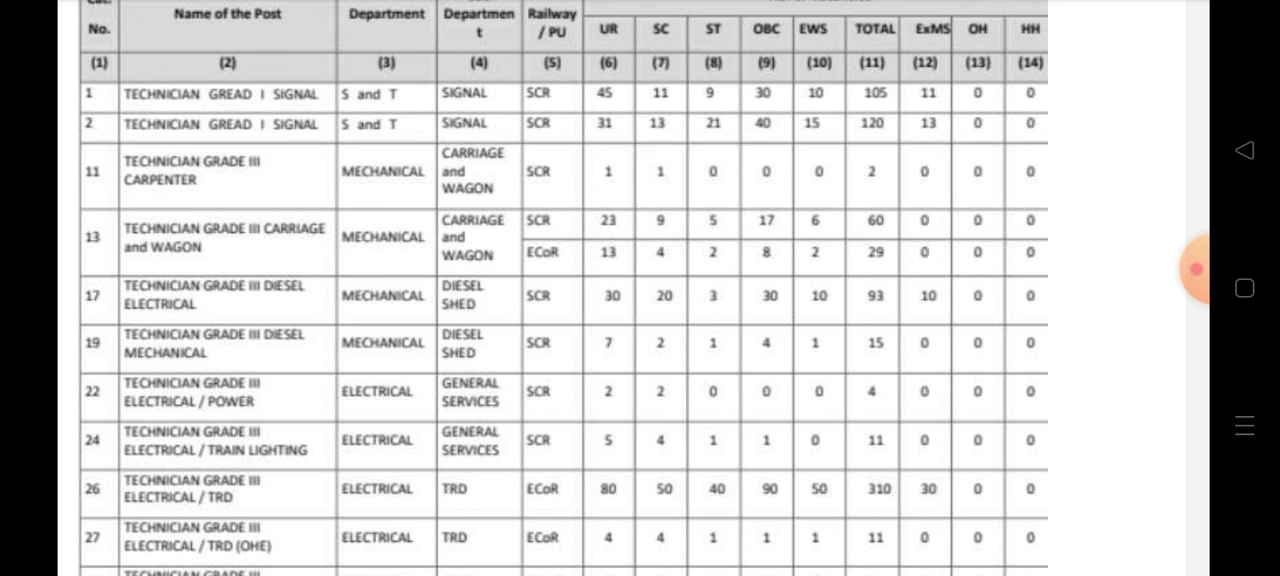 No.
Name of the Post
Department
Departmen
t
Railway
/ PU
UR
SC
ST
OBC
EWS
TOTAL
ExMS
OH
HH
(1) (2) (3) (4) (5) (6) (7) (8) (9) (10) (11) (12) (13) (14)
1 TECHNICIAN GREAD I SIGNAL S and T SIGNAL SCR 45 11 9 30 10 105 11 0 0
2 TECHNICIAN GREAD I SIGNAL S and T SIGNAL SCR 31 13 21 40 15 120 13 0 0
11
TECHNICIAN GRADE III
CARPENTER
MECHANICAL
CARRIAGE
and
WAGON
SCR 1 1 0 0 0 2 0 0 0
13
TECHNICIAN GRADE III CARRIAGE
and WAGON
MECHANICAL
CARRIAGE
and
WAGON
SCR 23 9 5 17 6 60 0 0 0
ECoR 13 4 2 8 2 29 0 0 0
17
TECHNICIAN GRADE III DIESEL
ELECTRICAL
MECHANICAL
DIESEL
SHED
SCR 30 20 3 30 10 93 10 0 0
19
TECHNICIAN GRADE III DIESEL
MECHANICAL
MECHANICAL
DIESEL
SHED
SCR 7 2 1 4 1 15 0 0 0
22
TECHNICIAN GRADE III
ELECTRICAL / POWER
ELECTRICAL
GENERAL
SERVICES
SCR 2 2 0 0 0 4 0 0 0
24
TECHNICIAN GRADE III
ELECTRICAL / TRAIN LIGHTING
ELECTRICAL
GENERAL
SERVICES
SCR 5 4 1 1 0 11 0 0 0
26
TECHNICIAN GRADE III
ELECTRICAL / TRD
ELECTRICAL
TRD
ECoR 80 50 40 90 50 310 30 0 0
27
TECHNICIAN GRADE III
ELECTRICAL / TRD (OHE)
ELECTRICAL
TRD
ECoR 4 4 1 1 1 11 0 0 0
TECHNICIAN GRADE III